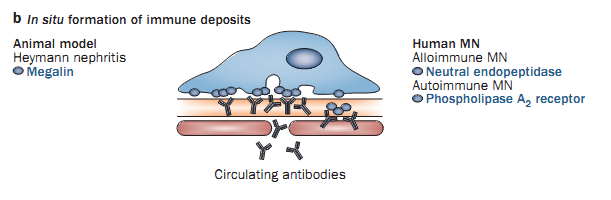 b In situ formation of immune deposits
Animal model
Heymann nephritis
Megalin
Human MN
Alloimmune MN
Neutral endopeptidase
Autoimmune MN
Phospholipase A₂ receptor
Circulating antibodies